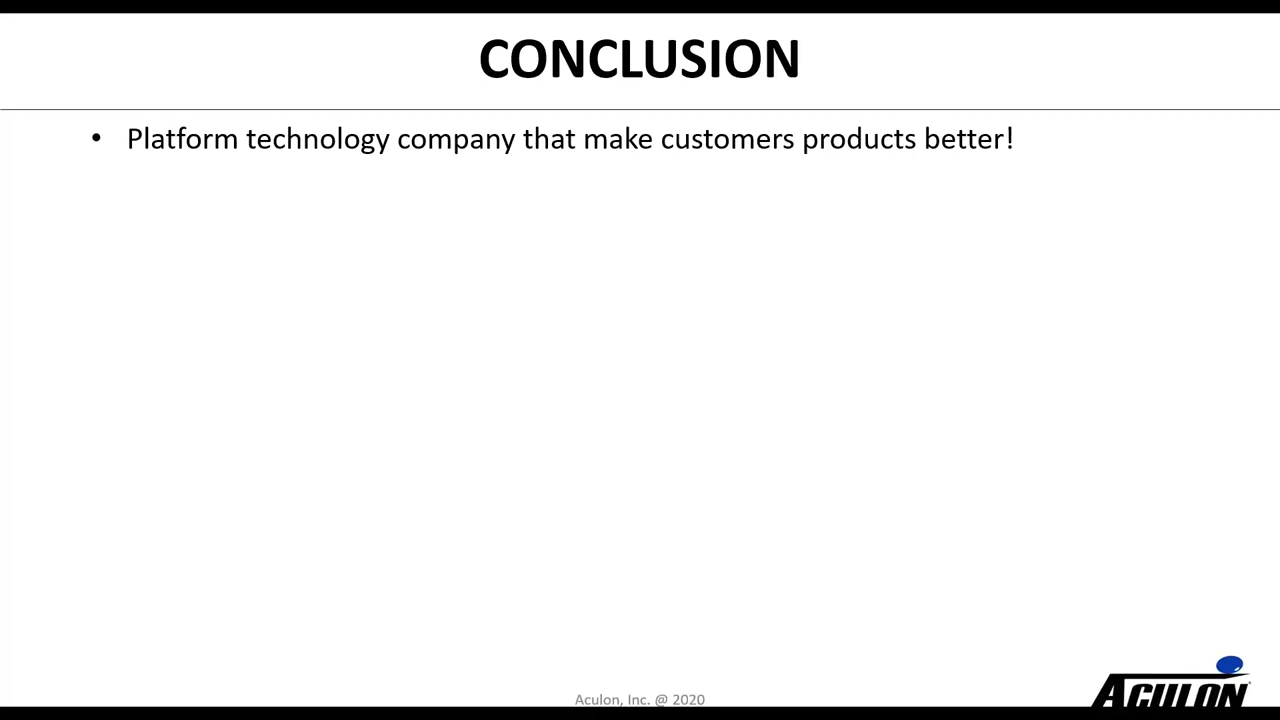 CONCLUSION
• Platform technology company that make customers products better!
Aculon, Inc. @ 2020
ACULON